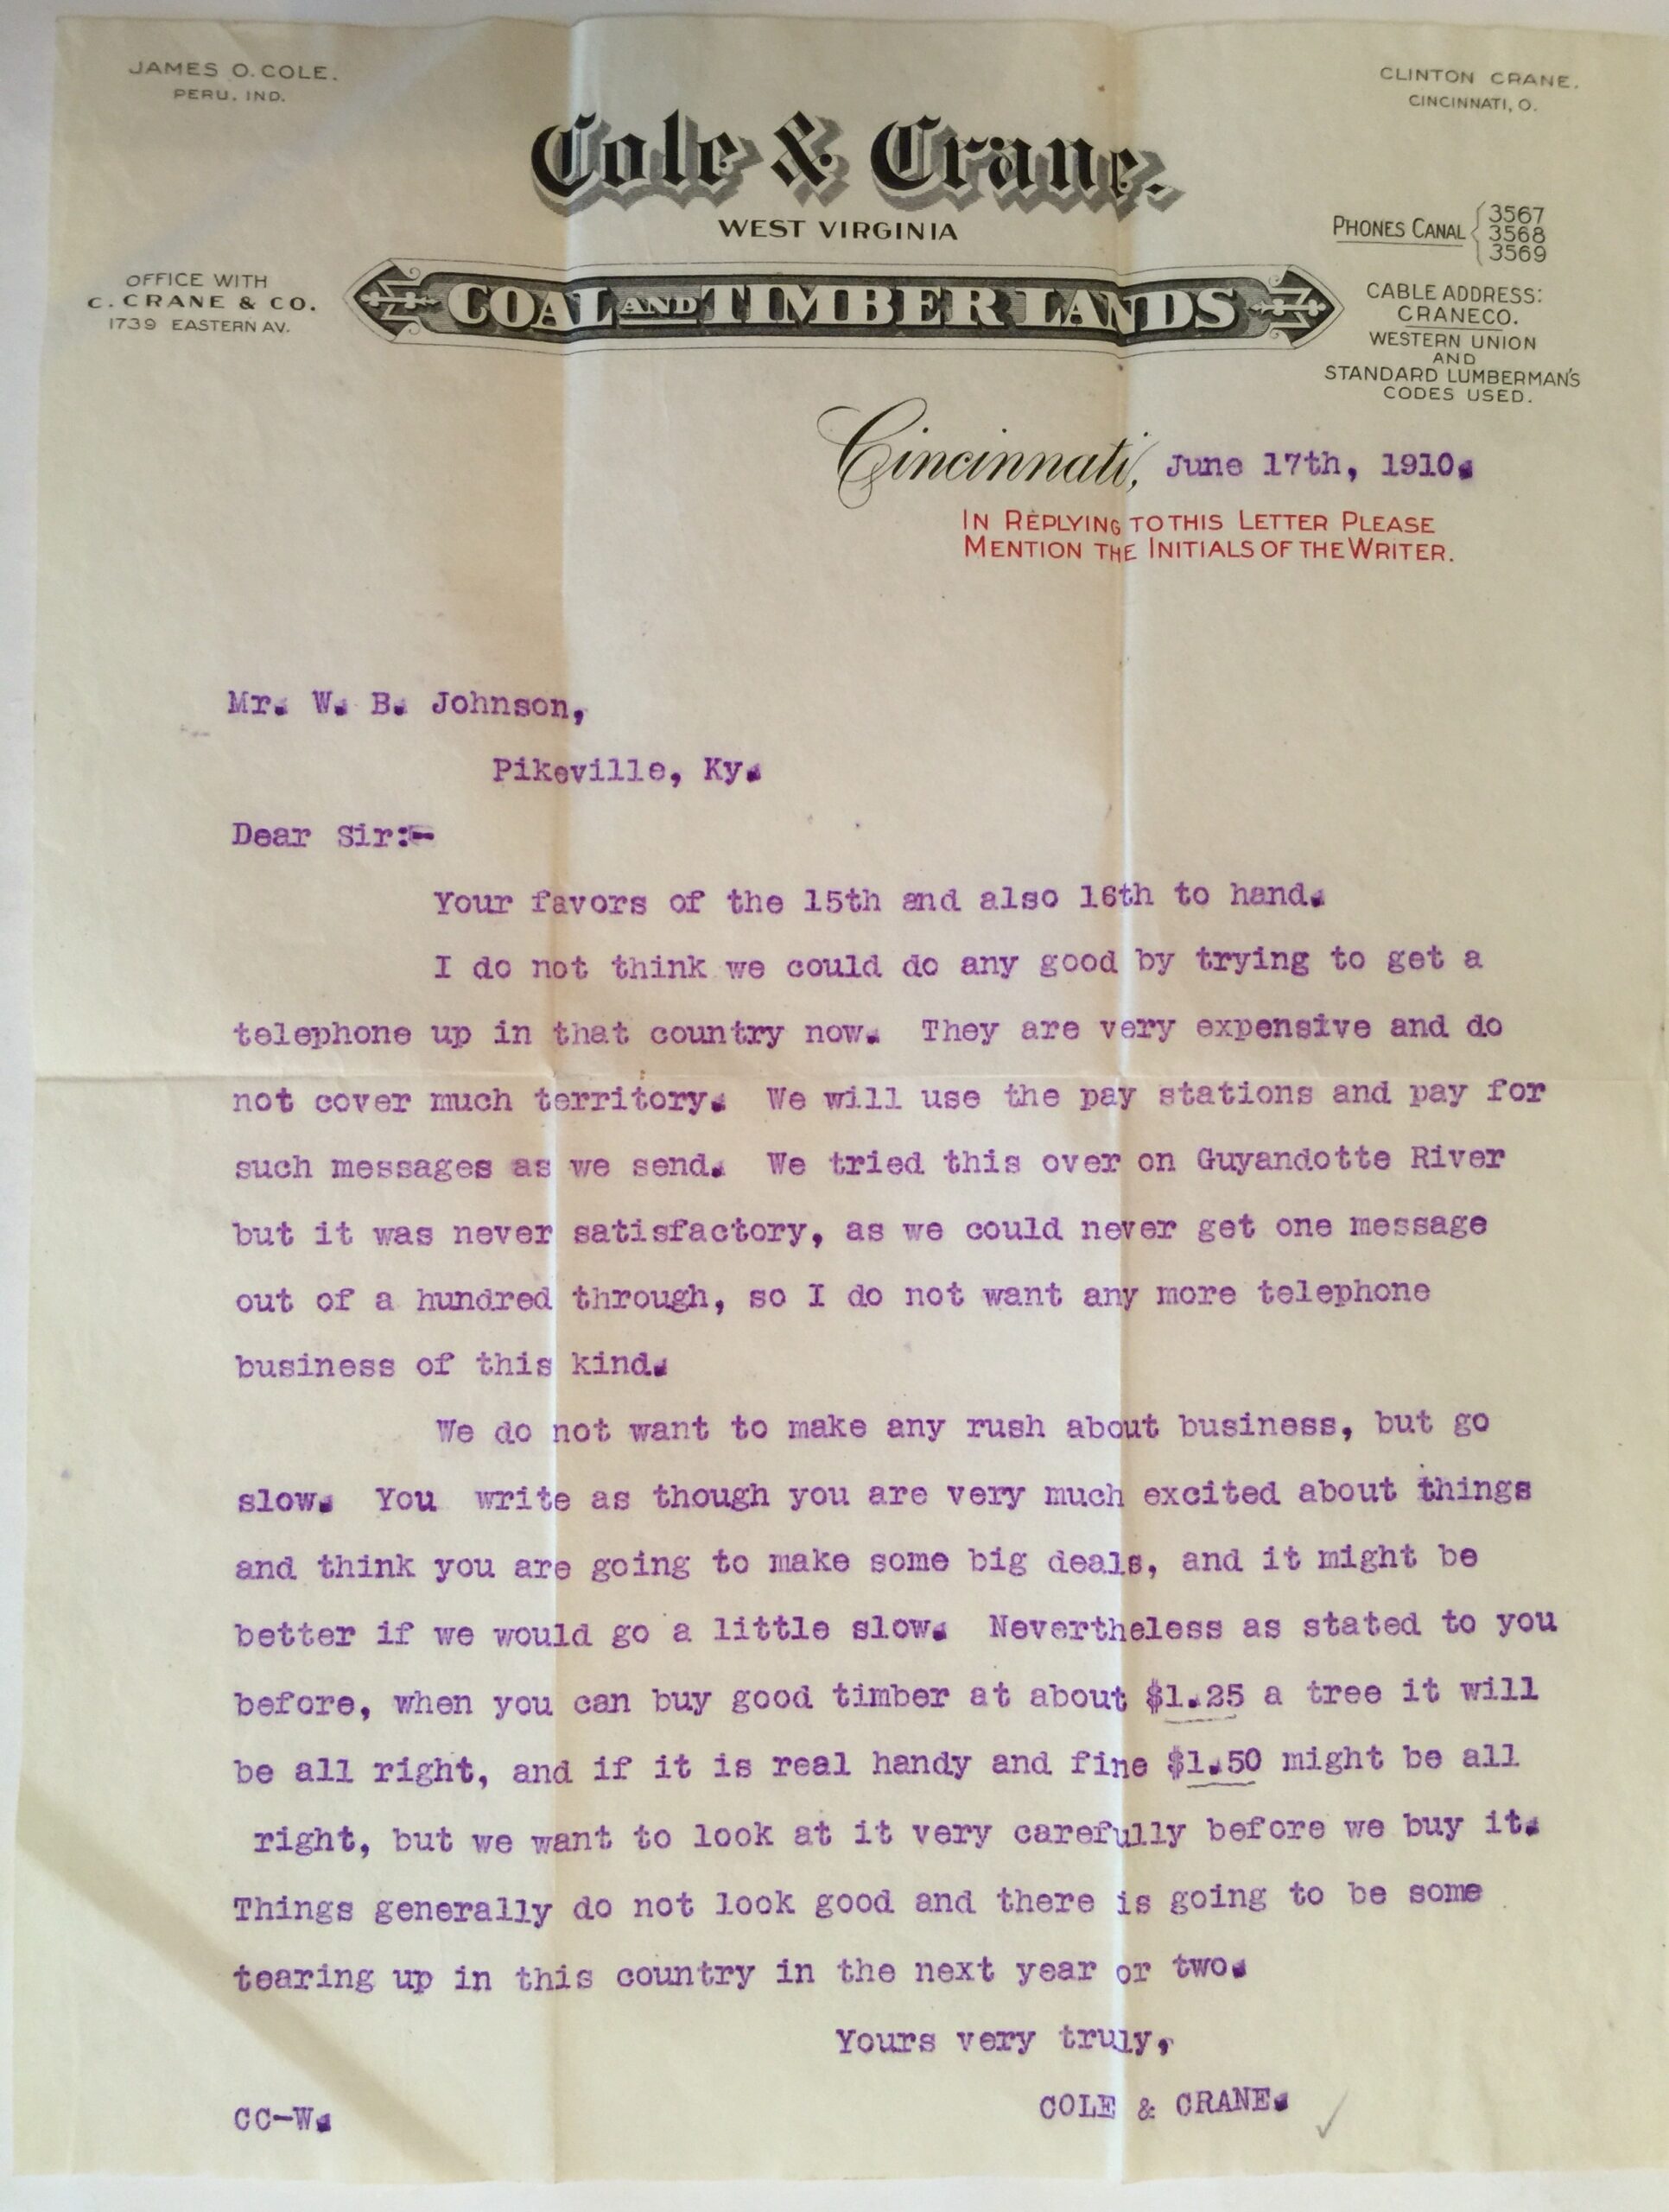 JAMES O. COLE.
PERU, IND.
CLINTON CRANE.
CINCINNATI, O.
Cole & Crane.
WEST VIRGINIA
COAL AND TIMBER LANDS
OFFICE WITH
C. CRANE & CO.
1739 EASTERN AV.
PHONES CANAL { 3567
3568
3569
CABLE ADDRESS:
CRANECO.
WESTERN UNION
AND
STANDARD LUMBERMAN'S
CODES USED.
Cincinnati, June 17th, 1910.
IN REPLYING TO THIS LETTER PLEASE
MENTION THE INITIALS OF THE WRITER.
Mr. W. B. Johnson,
Pikeville, Ky.
Dear Sir:-
Your favors of the 15th and also 16th to hand.
I do not think we could do any good by trying to get a
telephone up in that country now. They are very expensive and do
not cover much territory. We will use the pay stations and pay for
such messages as we send. We tried this over on Guyandotte River
but it was never satisfactory, as we could never get one message
out of a hundred through, so I do not want any more telephone
business of this kind.
We do not want to make any rush about business, but go
slow. You write as though you are very much excited about things
and think you are going to make some big deals, and it might be
better if we would go a little slow. Nevertheless as stated to you
before, when you can buy good timber at about $1.25 a tree it will
be all right, and if it is real handy and fine $1.50 might be all
right, but we want to look at it very carefully before we buy it.
Things generally do not look good and there is going to be some
tearing up in this country in the next year or two.
Yours very truly,
COLE & CRANE.
CC-W.